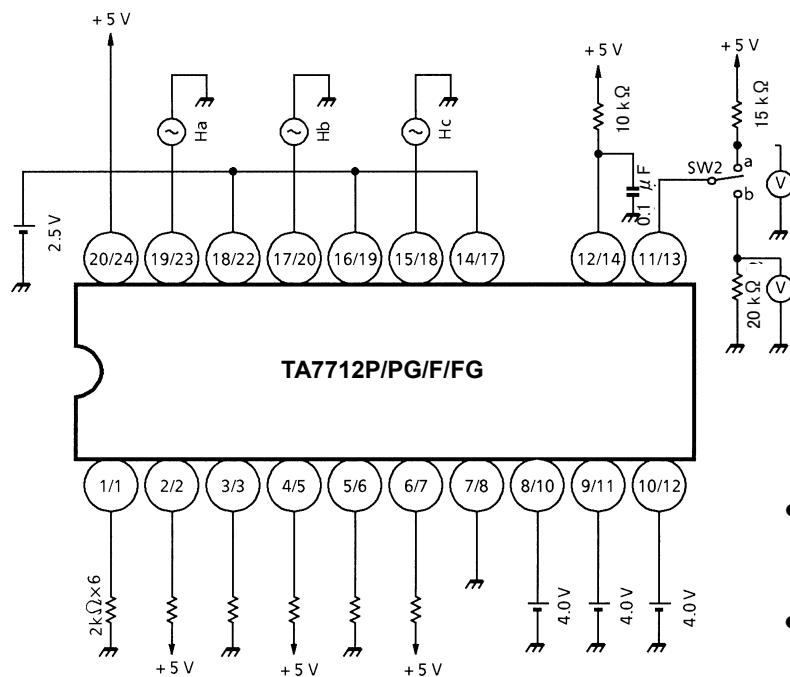 +5 V
+5 V
+5 V
Ha
Hb
Hc
10 kΩ
15 kΩ
0.1 μF
SW2
a
b
V
2.5 V
20/24
19/23
18/22
17/20
16/19
15/18
14/17
12/14
11/13
20 kΩ
V
TA7712P/PG/F/FG
1/1
2/2
3/3
4/5
5/6
6/7
7/8
8/10
9/11
10/12
2kΩ×6
4.0 V
4.0 V
4.0 V
+5 V
+5 V
+5 V